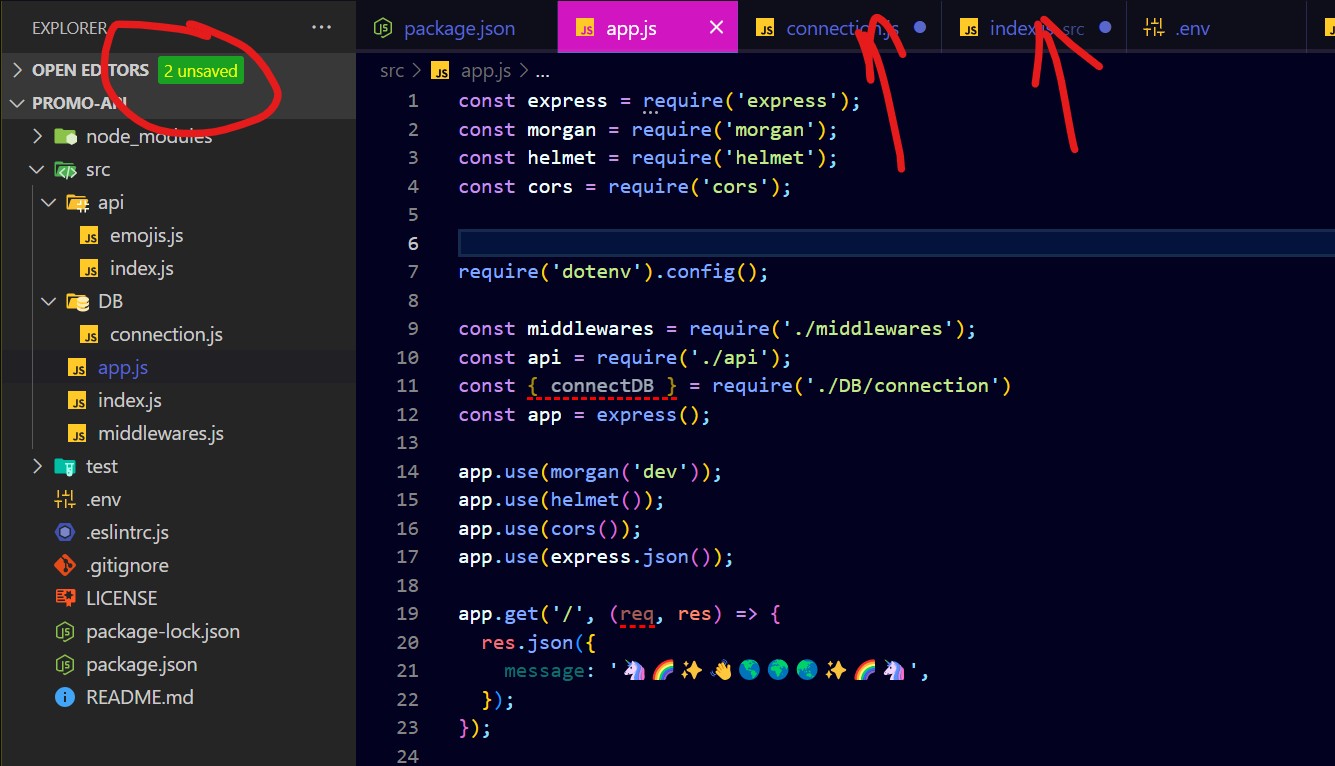 EXPLORER ...
OPEN EDITORS 2 unsaved
PROMO-API
node_modules
src
api
emojis.js
index.js
DB
connection.js
app.js
index.js
middlewares.js
test
.env
.eslintrc.js
.gitignore
LICENSE
package-lock.json
package.json
README.md
package.json
JS app.js ×
JS connection.js
JS index.js src
.env
src > JS app.js > ...
1 const express = require('express');
2 const morgan = require('morgan');
3 const helmet = require('helmet');
4 const cors = require('cors');
5
6
7 require('dotenv').config();
8
9 const middlewares = require('./middlewares');
10 const api = require('./api');
11 const { connectDB } = require('./DB/connection')
12 const app = express();
13
14 app.use(morgan('dev'));
15 app.use(helmet());
16 app.use(cors());
17 app.use(express.json());
18
19 app.get('/', (req, res) => {
20 res.json({
21 message: '🦄🌈✨👋🌎🌍🌏✨🌈🦄',
22 });
23 });
24